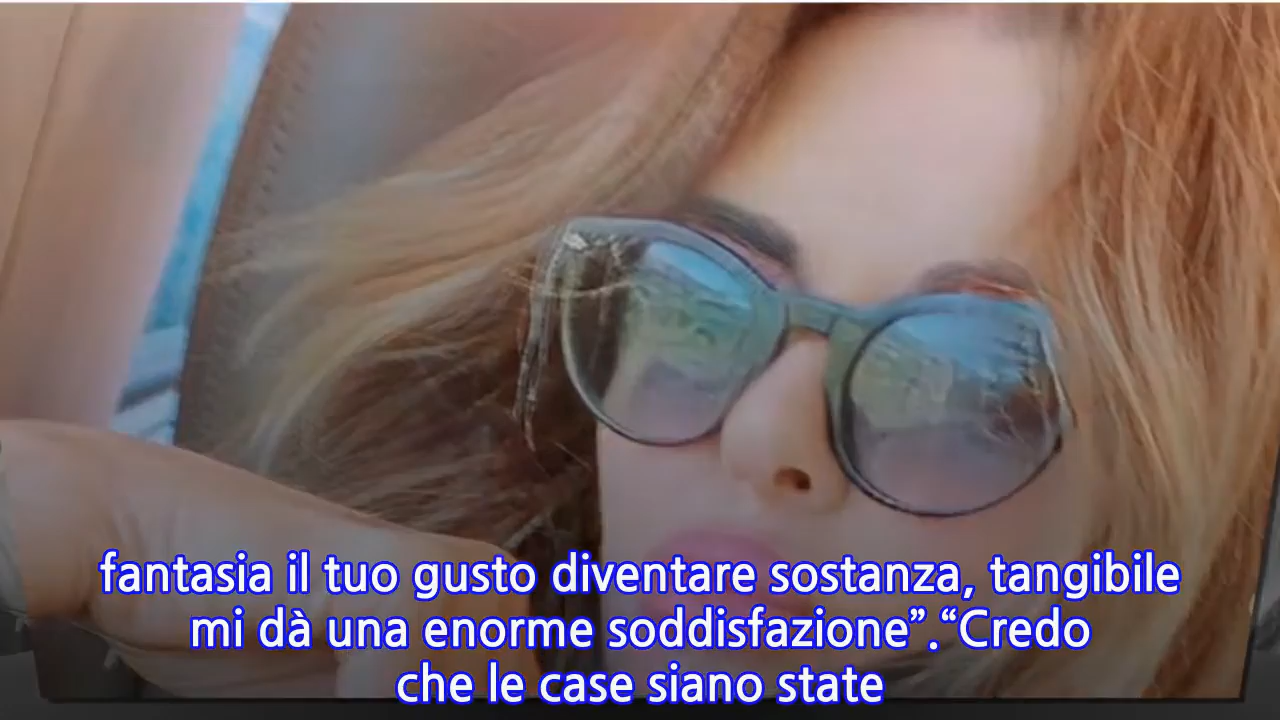 fantasia il tuo gusto diventare sostanza, tangibile
mi dà una enorme soddisfazione”.“Credo
che le case siano state